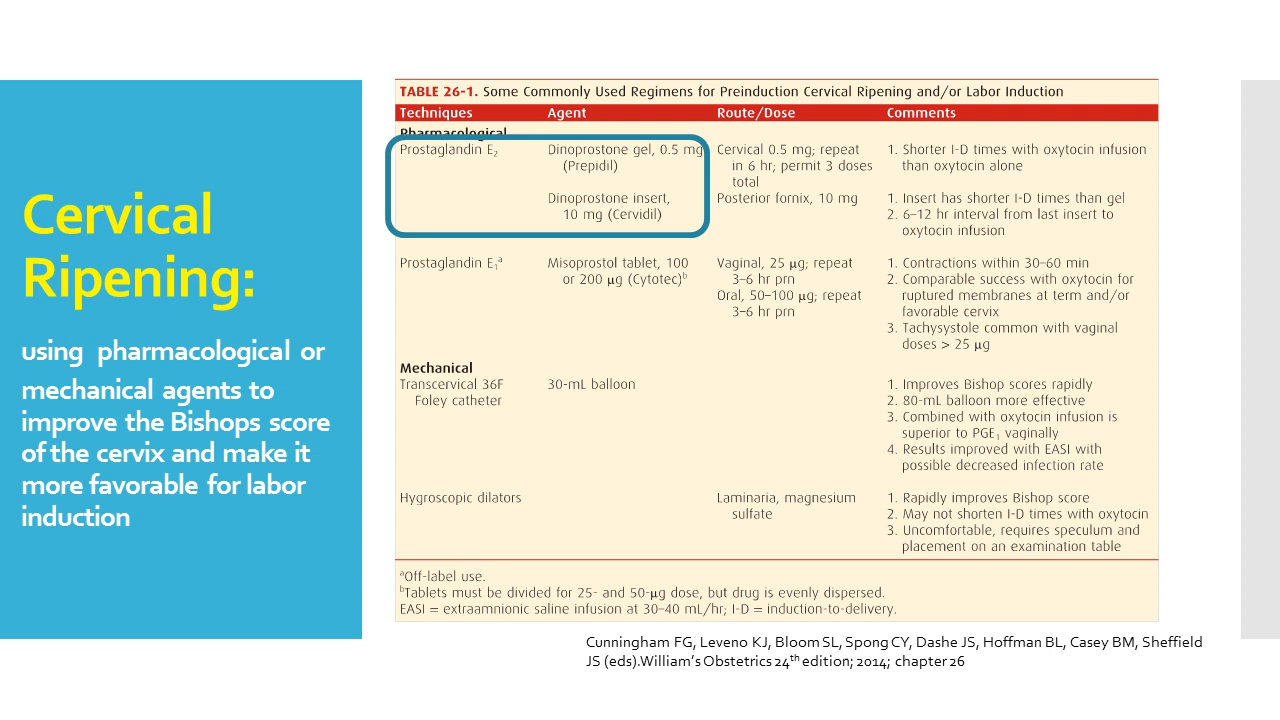 Cervical
Ripening:
using pharmacological or
mechanical agents to
improve the Bishops score
of the cervix and make it
more favorable for labor
induction
TABLE 26-1. Some Commonly Used Regimens for Preinduction Cervical Ripening and/or Labor Induction
Techniques Agent Route/Dose Comments
Pharmacological
Prostaglandin E₂ Dinoprostone gel, 0.5 mg Cervical 0.5 mg; repeat 1. Shorter I-D times with oxytocin infusion
(Prepidil) in 6 hr; permit 3 doses than oxytocin alone
total
Dinoprostone insert, Posterior fornix, 10 mg 1. Insert has shorter I-D times than gel
10 mg (Cervidil) 2. 6–12 hr interval from last insert to
oxytocin infusion
Prostaglandin E₁ᵃ Misoprostol tablet, 100 Vaginal, 25 μg; repeat 1. Contractions within 30–60 min
or 200 μg (Cytotec)ᵇ 3–6 hr prn 2. Comparable success with oxytocin for
Oral, 50–100 μg; repeat ruptured membranes at term and/or
3–6 hr prn favorable cervix
3. Tachysystole common with vaginal
doses > 25 μg
Mechanical
Transcervical 36F 30-mL balloon 1. Improves Bishop scores rapidly
Foley catheter 2. 80-mL balloon more effective
3. Combined with oxytocin infusion is
superior to PGE₁ vaginally
4. Results improved with EASI with
possible decreased infection rate
Hygroscopic dilators Laminaria, magnesium 1. Rapidly improves Bishop score
sulfate 2. May not shorten I-D times with oxytocin
3. Uncomfortable, requires speculum and
placement on an examination table
ᵃOff-label use.
ᵇTablets must be divided for 25- and 50-μg dose, but drug is evenly dispersed.
EASI = extraamnionic saline infusion at 30–40 mL/hr; I-D = induction-to-delivery.
Cunningham FG, Leveno KJ, Bloom SL, Spong CY, Dashe JS, Hoffman BL, Casey BM, Sheffield
JS (eds).William's Obstetrics 24th edition; 2014; chapter 26